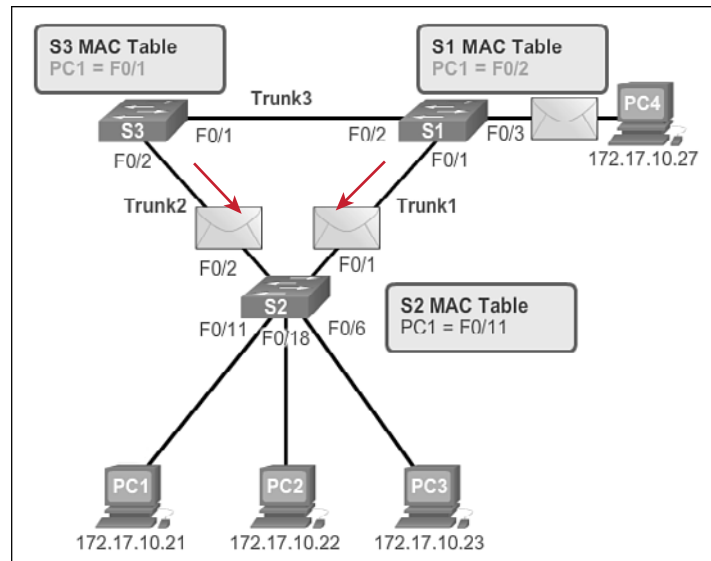 S3 MAC Table
PC1 = F0/1
S1 MAC Table
PC1 = F0/2
Trunk3
S3
F0/1
F0/2
S1
F0/3
PC4
F0/2
F0/1
172.17.10.27
Trunk2
Trunk1
F0/2
F0/1
S2
S2 MAC Table
PC1 = F0/11
F0/11
F0/18
F0/6
PC1
PC2
PC3
172.17.10.21
172.17.10.22
172.17.10.23